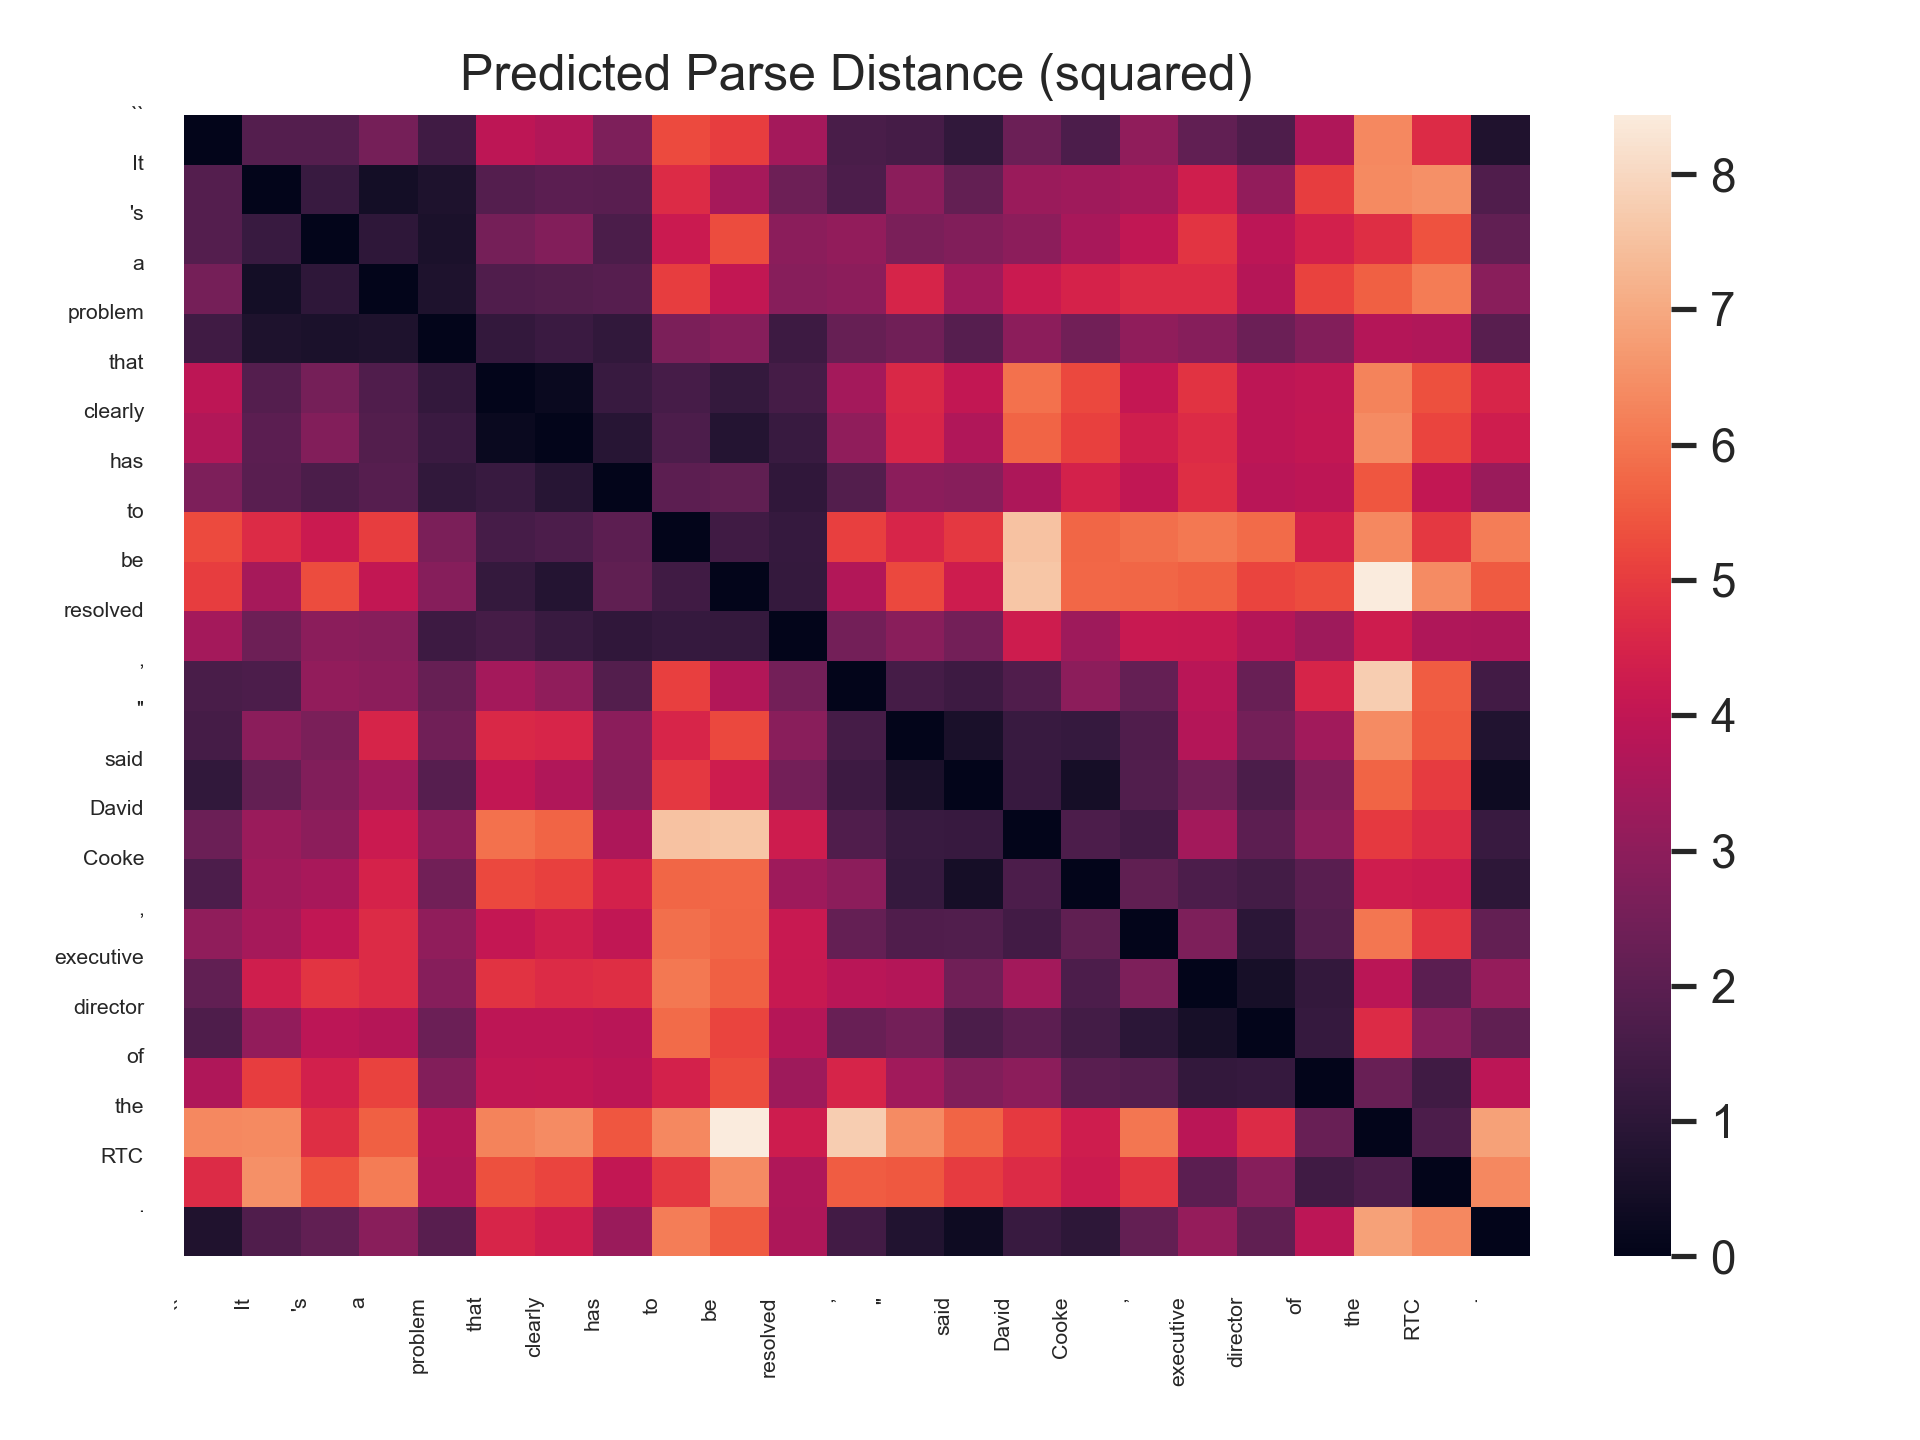 Predicted Parse Distance (squared)
``
It
's
a
problem
that
clearly
has
to
be
resolved
,
''
said
David
Cooke
,
executive
director
of
the
RTC
.
8
7
6
5
4
3
2
1
0
``
It
's
a
problem
that
clearly
has
to
be
resolved
,
''
said
David
Cooke
,
executive
director
of
the
RTC
.